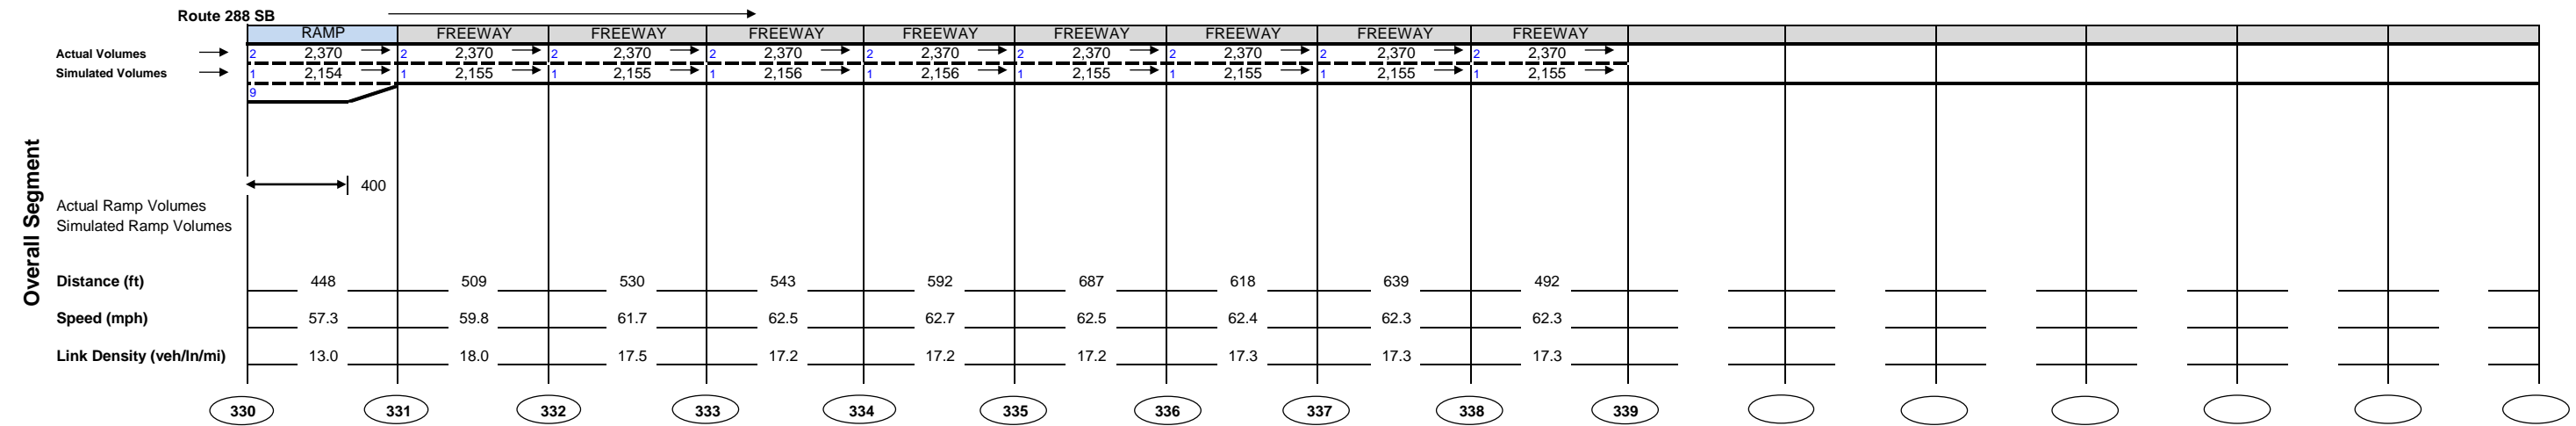 Route 288 SB
RAMP FREEWAY FREEWAY FREEWAY FREEWAY FREEWAY FREEWAY FREEWAY FREEWAY
Actual Volumes 2 2,370 2 2,370 2 2,370 2 2,370 2 2,370 2 2,370 2 2,370 2 2,370 2 2,370
Simulated Volumes 1 2,154 1 2,155 1 2,155 1 2,156 1 2,156 1 2,155 1 2,155 1 2,155 1 2,155
9
Overall Segment
400
Actual Ramp Volumes
Simulated Ramp Volumes
Distance (ft) 448 509 530 543 592 687 618 639 492
Speed (mph) 57.3 59.8 61.7 62.5 62.7 62.5 62.4 62.3 62.3
Link Density (veh/ln/mi) 13.0 18.0 17.5 17.2 17.2 17.2 17.3 17.3 17.3
330 331 332 333 334 335 336 337 338 339